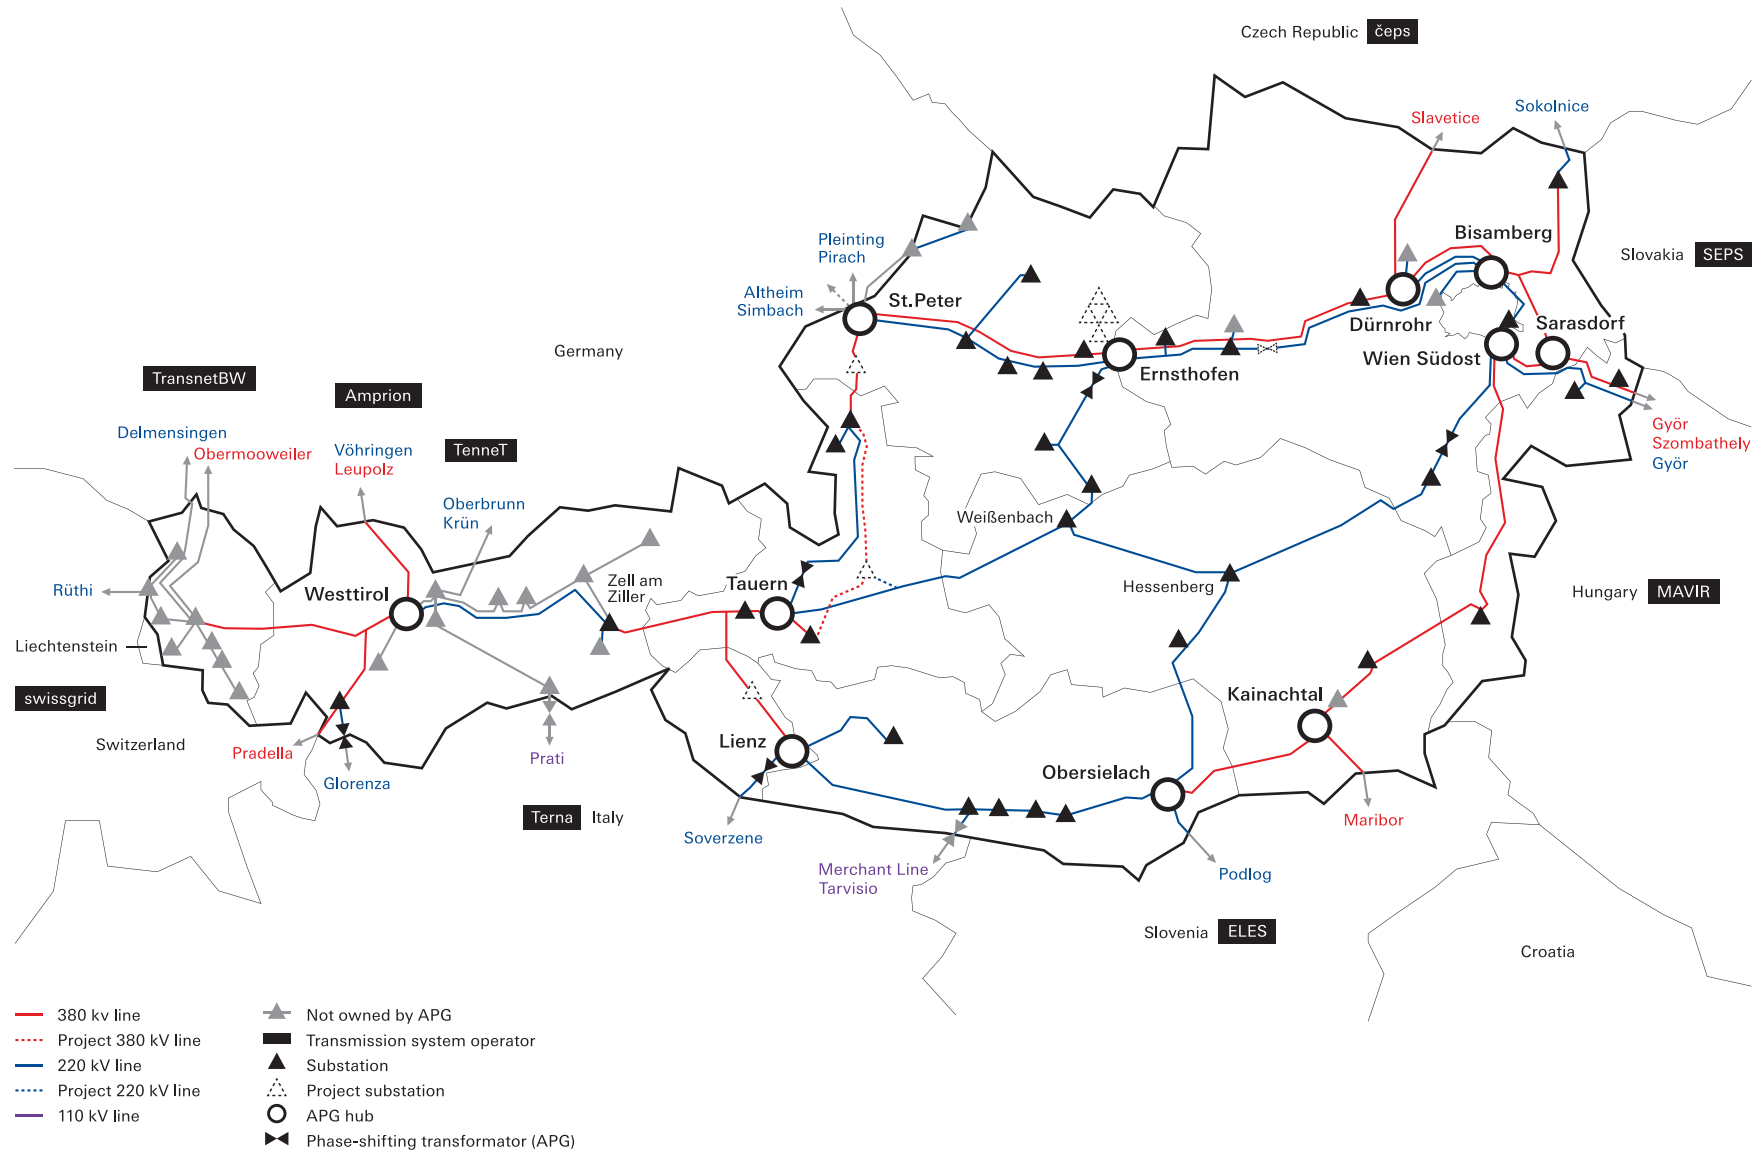 Czech Republic čeps
Slavetice
Sokolnice
Bisamberg
Slovakia SEPS
Pleinting
Pirach
Altheim
Simbach
St.Peter
Dürnrohr
Sarasdorf
Wien Südost
Ernsthofen
Germany
TransnetBW
Amprion
TenneT
Delmensingen
Obermooweiler
Vöhringen
Leupolz
Oberbrunn
Krün
Györ
Szombathely
Györ
Weißenbach
Hessenberg
Hungary MAVIR
Rüthi
Westtirol
Zell am
Ziller
Tauern
Liechtenstein
swissgrid
Switzerland
Pradella
Glorenza
Prati
Lienz
Kainachtal
Obersielach
Terna Italy
Soverzene
Maribor
Merchant Line
Tarvisio
Podlog
Slovenia ELES
Croatia
380 kv line
Project 380 kV line
220 kV line
Project 220 kV line
110 kV line
Not owned by APG
Transmission system operator
Substation
Project substation
APG hub
Phase-shifting transformator (APG)